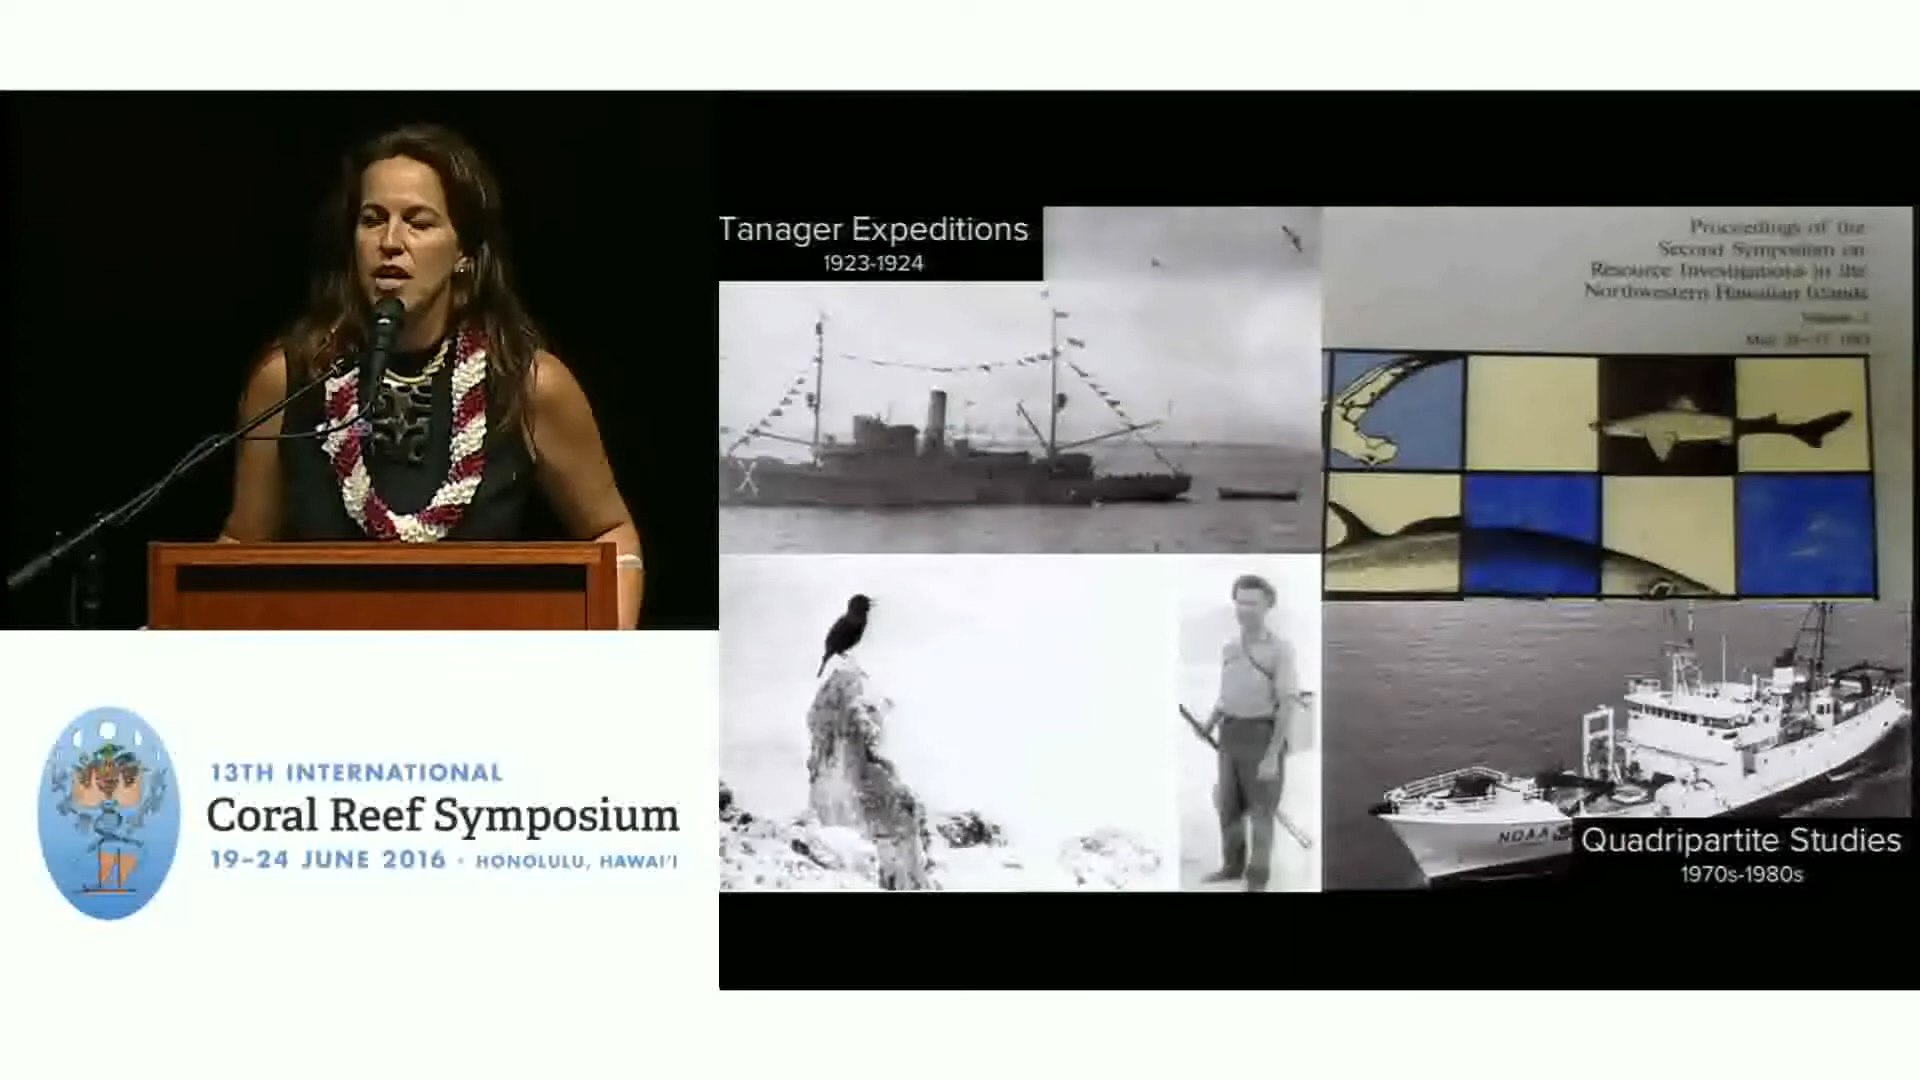 Tanager Expeditions
1923-1924
Proceedings of the
Second Symposium on
Resource Investigations in the
Northwestern Hawaiian Islands
NOAA
Quadripartite Studies
1970s-1980s
13TH INTERNATIONAL
Coral Reef Symposium
19-24 JUNE 2016 · HONOLULU, HAWAI'I